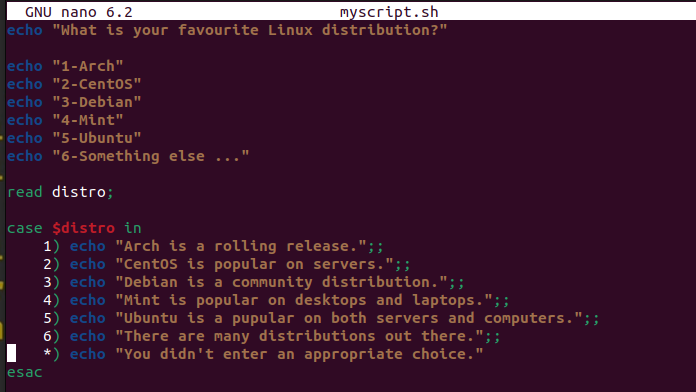 GNU nano 6.2 myscript.sh
echo "What is your favourite Linux distribution?"
echo "1-Arch"
echo "2-CentOS"
echo "3-Debian"
echo "4-Mint"
echo "5-Ubuntu"
echo "6-Something else ..."
read distro;
case $distro in
1) echo "Arch is a rolling release.";;
2) echo "CentOS is popular on servers.";;
3) echo "Debian is a community distribution.";;
4) echo "Mint is popular on desktops and laptops.";;
5) echo "Ubuntu is a pupular on both servers and computers.";;
6) echo "There are many distributions out there.";;
*) echo "You didn't enter an appropriate choice."
esac